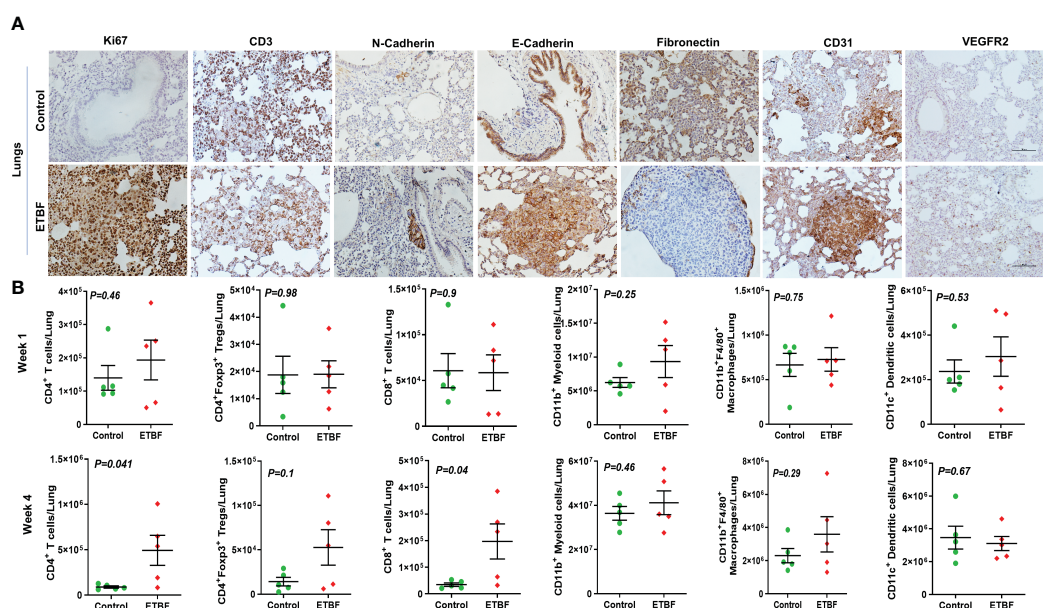 A
Ki67 CD3 N-Cadherin E-Cadherin Fibronectin CD31 VEGFR2
Lungs
Control
ETBF
B
Week 1
P=0.46
CD4⁺ T cells/Lung
4×10⁵
3×10⁵
2×10⁵
1×10⁵
0
Control ETBF
P=0.98
CD4⁺Foxp3⁺ Tregs/Lung
5×10⁴
4×10⁴
3×10⁴
2×10⁴
1×10⁴
0
Control ETBF
P=0.9
CD8⁺ T cells/Lung
1.5×10⁵
1×10⁵
5×10⁴
0
Control ETBF
P=0.25
CD11b⁺ Myeloid cells/Lung
2×10⁷
1.5×10⁷
1×10⁷
5×10⁶
0
Control ETBF
P=0.75
CD11b⁺F4/80⁺
Macrophages/Lung
1.5×10⁶
1×10⁶
5×10⁵
0
Control ETBF
P=0.53
CD11c⁺ Dendritic cells/Lung
6×10⁵
4×10⁵
2×10⁵
0
Control ETBF
Week 4
P=0.041
CD4⁺ T cells/Lung
1.5×10⁶
1×10⁶
5×10⁵
0
Control ETBF
P=0.1
CD4⁺Foxp3⁺ Tregs/Lung
1.5×10⁵
1×10⁵
5×10⁴
0
Control ETBF
P=0.04
CD8⁺ T cells/Lung
5×10⁵
4×10⁵
3×10⁵
2×10⁵
1×10⁵
0
Control ETBF
P=0.46
CD11b⁺ Myeloid cells/Lung
6×10⁷
4×10⁷
2×10⁷
0
Control ETBF
P=0.29
CD11b⁺F4/80⁺
Macrophages/Lung
8×10⁶
6×10⁶
4×10⁶
2×10⁶
0
Control ETBF
P=0.67
CD11c⁺ Dendritic cells/Lung
8×10⁶
6×10⁶
4×10⁶
2×10⁶
0
Control ETBF